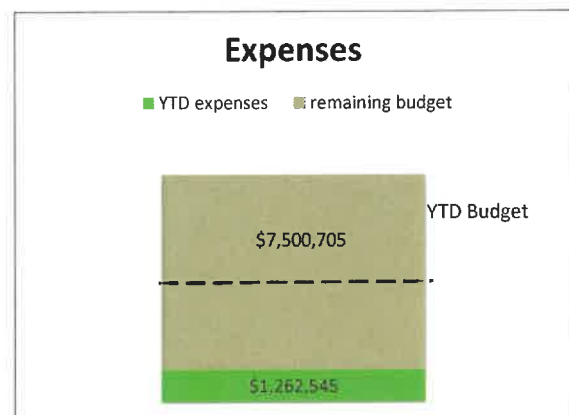 Expenses
YTD expenses remaining budget
YTD Budget
$7,500,705
$1,262,545